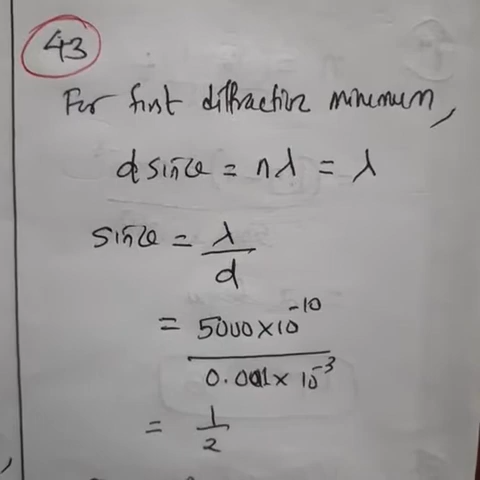 43
For first diffraction minimum,
d sinθ = nλ = λ
sinθ = λ/d
= 5000×10⁻¹⁰ / 0.001×10⁻³
= 1/2